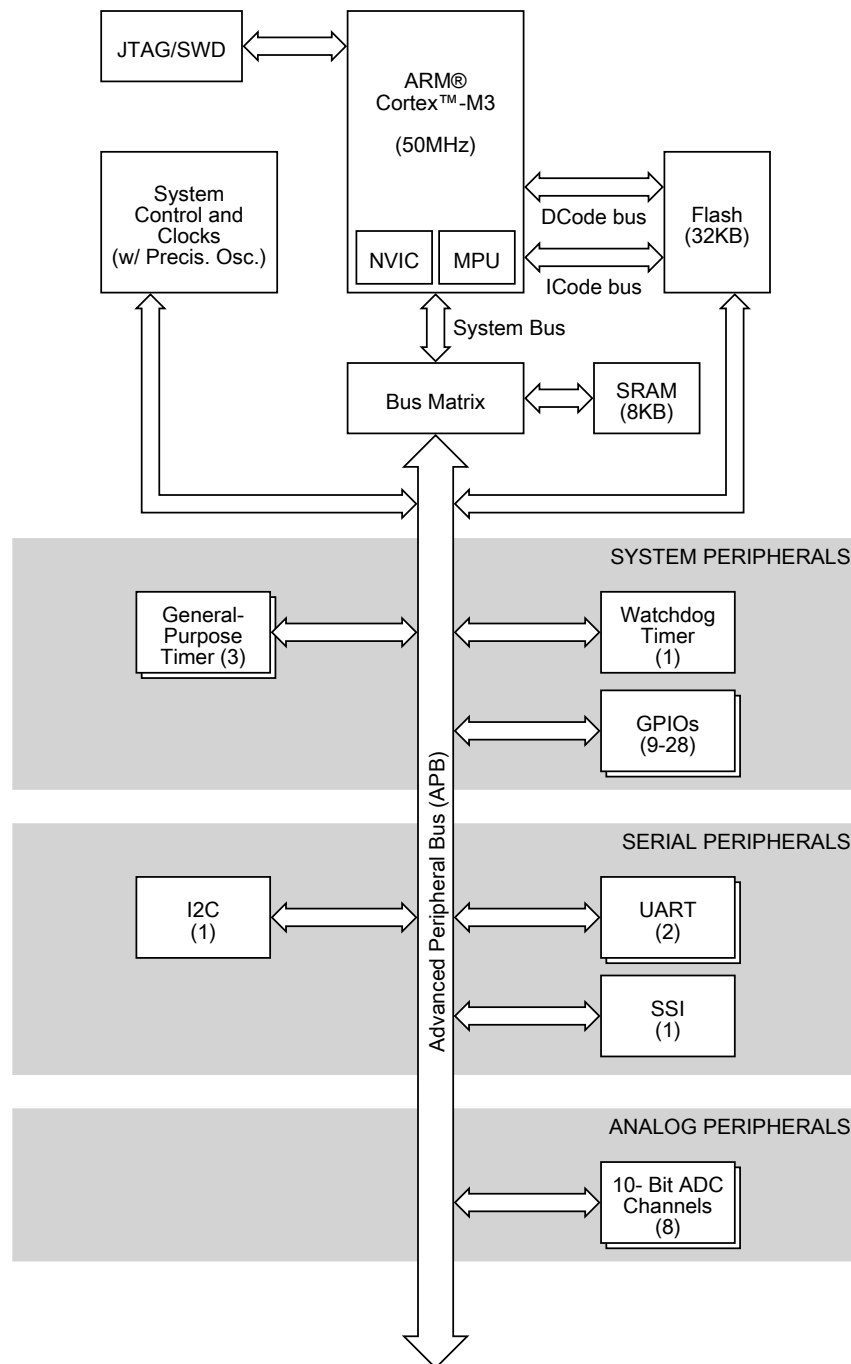 JTAG/SWD
ARM®
Cortex™-M3
(50MHz)
System
Control and
Clocks
(w/ Precis. Osc.)
DCode bus
Flash
(32KB)
NVIC
MPU
ICode bus
System Bus
Bus Matrix
SRAM
(8KB)
SYSTEM PERIPHERALS
General-
Purpose
Timer (3)
Watchdog
Timer
(1)
GPIOs
(9-28)
Advanced Peripheral Bus (APB)
SERIAL PERIPHERALS
I2C
(1)
UART
(2)
SSI
(1)
ANALOG PERIPHERALS
10- Bit ADC
Channels
(8)